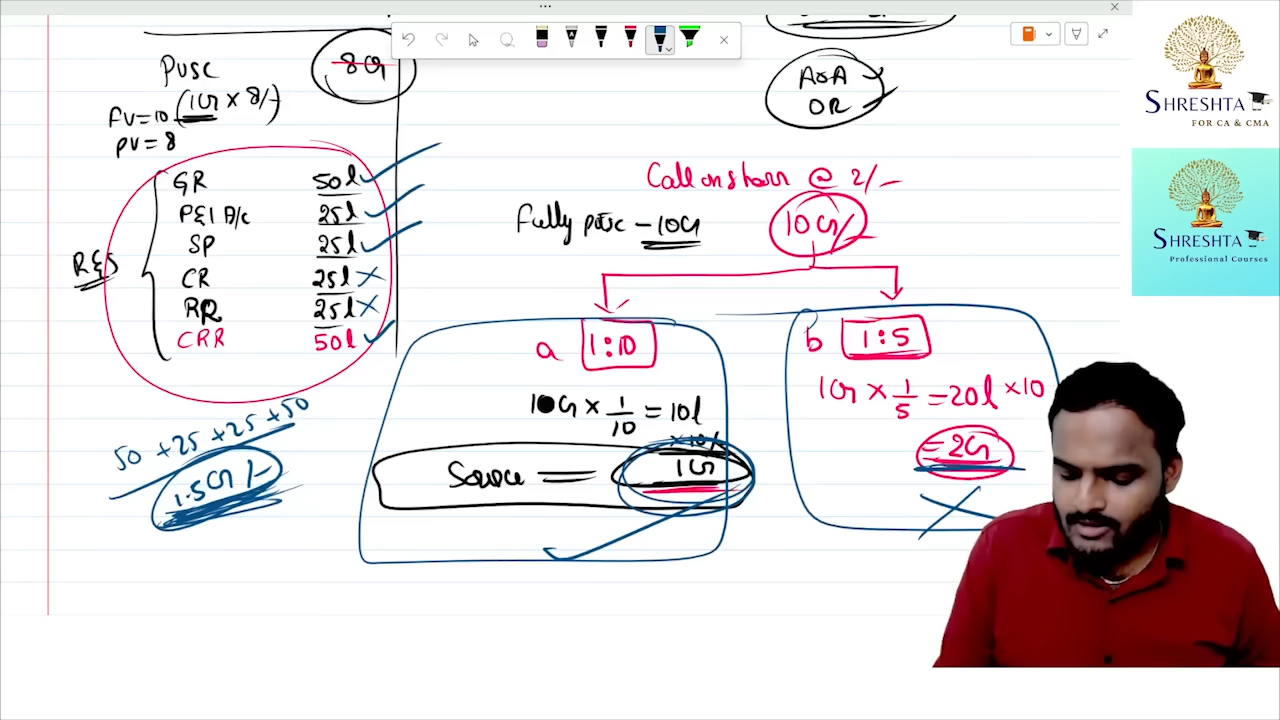 PUSC
8Cr
FV=10 (1Cr × 8/-)
PV=8
R&S
GR 50l
P&l A/c 25l
SP 25l
CR 25l ×
RR 25l ×
CRR 50l
50 + 25 + 25 + 50
1.5Cr/-
AOA
OR
Call on share @ 2/-
Fully pusc - 10Cr
10Cr/-
a 1:10
10Cr × 1/10 = 10l
×10/-
Source = 1Cr
b 1:5
1Cr × 1/5 = 20l × 10
= 2Cr
SHRESHTA
FOR CA & CMA
SHRESHTA
Professional Courses